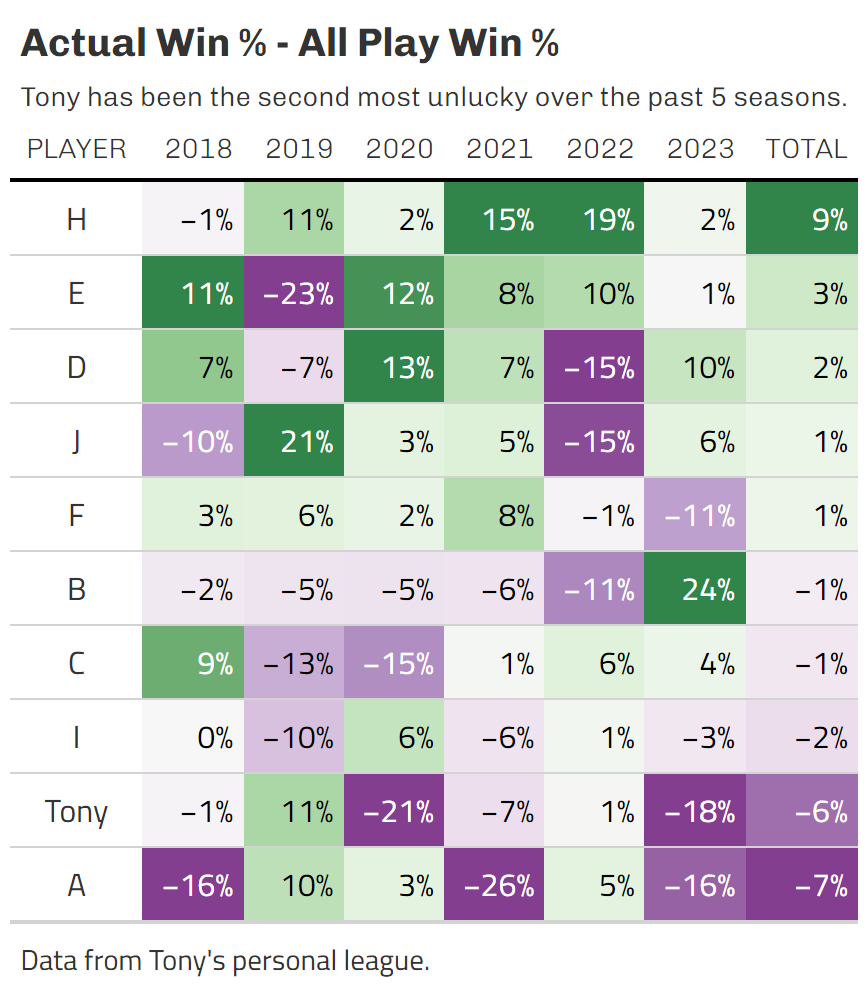 Actual Win % - All Play Win %
Tony has been the second most unlucky over the past 5 seasons.
PLAYER 2018 2019 2020 2021 2022 2023 TOTAL
H −1% 11% 2% 15% 19% 2% 9%
E 11% −23% 12% 8% 10% 1% 3%
D 7% −7% 13% 7% −15% 10% 2%
J −10% 21% 3% 5% −15% 6% 1%
F 3% 6% 2% 8% −1% −11% 1%
B −2% −5% −5% −6% −11% 24% −1%
C 9% −13% −15% 1% 6% 4% −1%
I 0% −10% 6% −6% 1% −3% −2%
Tony −1% 11% −21% −7% 1% −18% −6%
A −16% 10% 3% −26% 5% −16% −7%
Data from Tony's personal league.